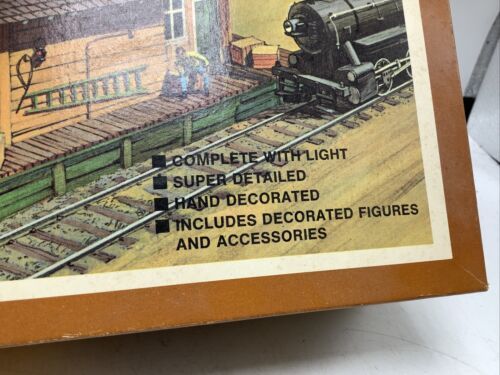 ■ COMPLETE WITH LIGHT
■ SUPER DETAILED
■ HAND DECORATED
■ INCLUDES DECORATED FIGURES
AND ACCESSORIES